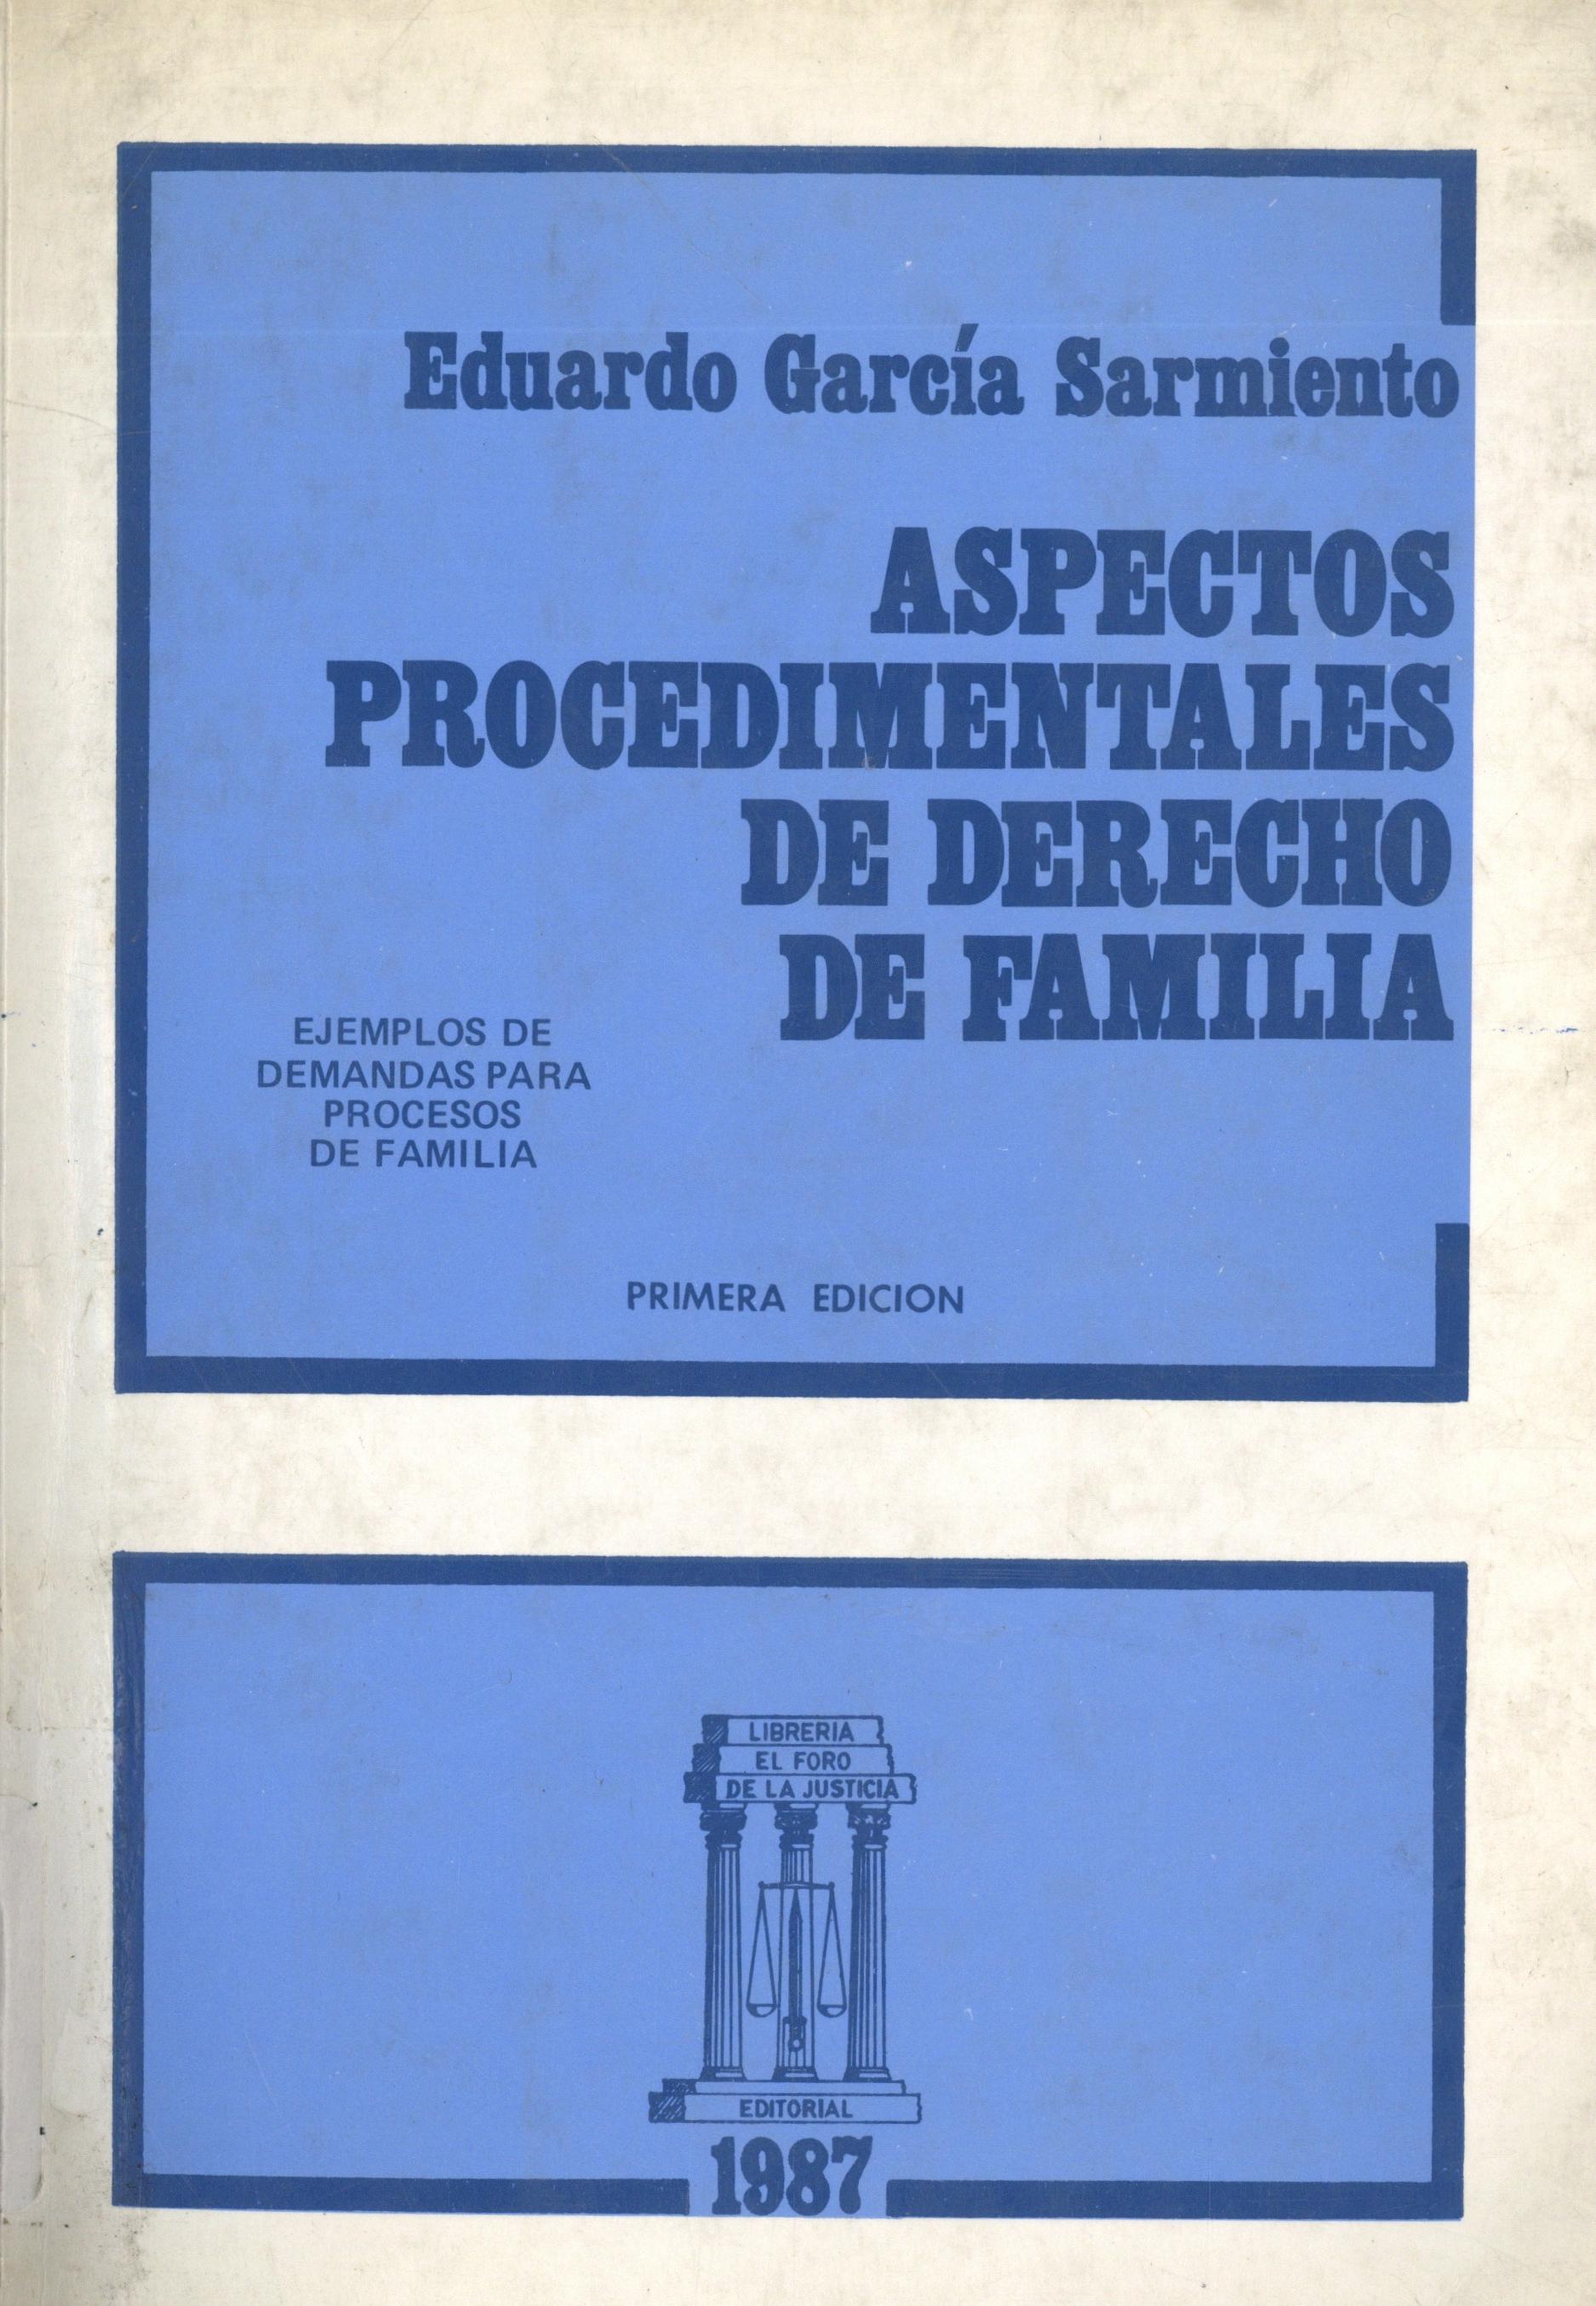 Eduardo García Sarmiento
ASPECTOS
PROCEDIMENTALES
DE DERECHO
DE FAMILIA
EJEMPLOS DE
DEMANDAS PARA
PROCESOS
DE FAMILIA
PRIMERA EDICION
LIBRERIA
EL FORO
DE LA JUSTICIA
EDITORIAL
1987